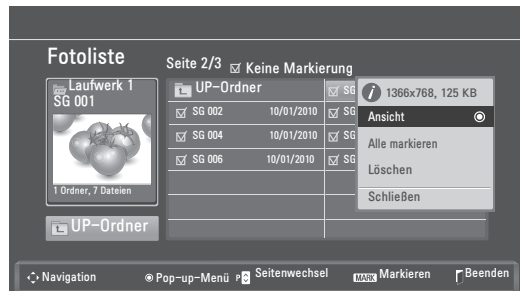 Fotoliste
Seite 2/3 Keine Markierung
Laufwerk 1
SG 001
1 Ordner, 7 Dateien
UP-Ordner
UP-Ordner
SG 002 10/01/2010
SG 004 10/01/2010
SG 006 10/01/2010
SG
SG
SG
SG
1366x768, 125 KB
Ansicht
Alle markieren
Löschen
Schließen
Navigation Pop-up-Menü P Seitenwechsel MARK Markieren Beenden